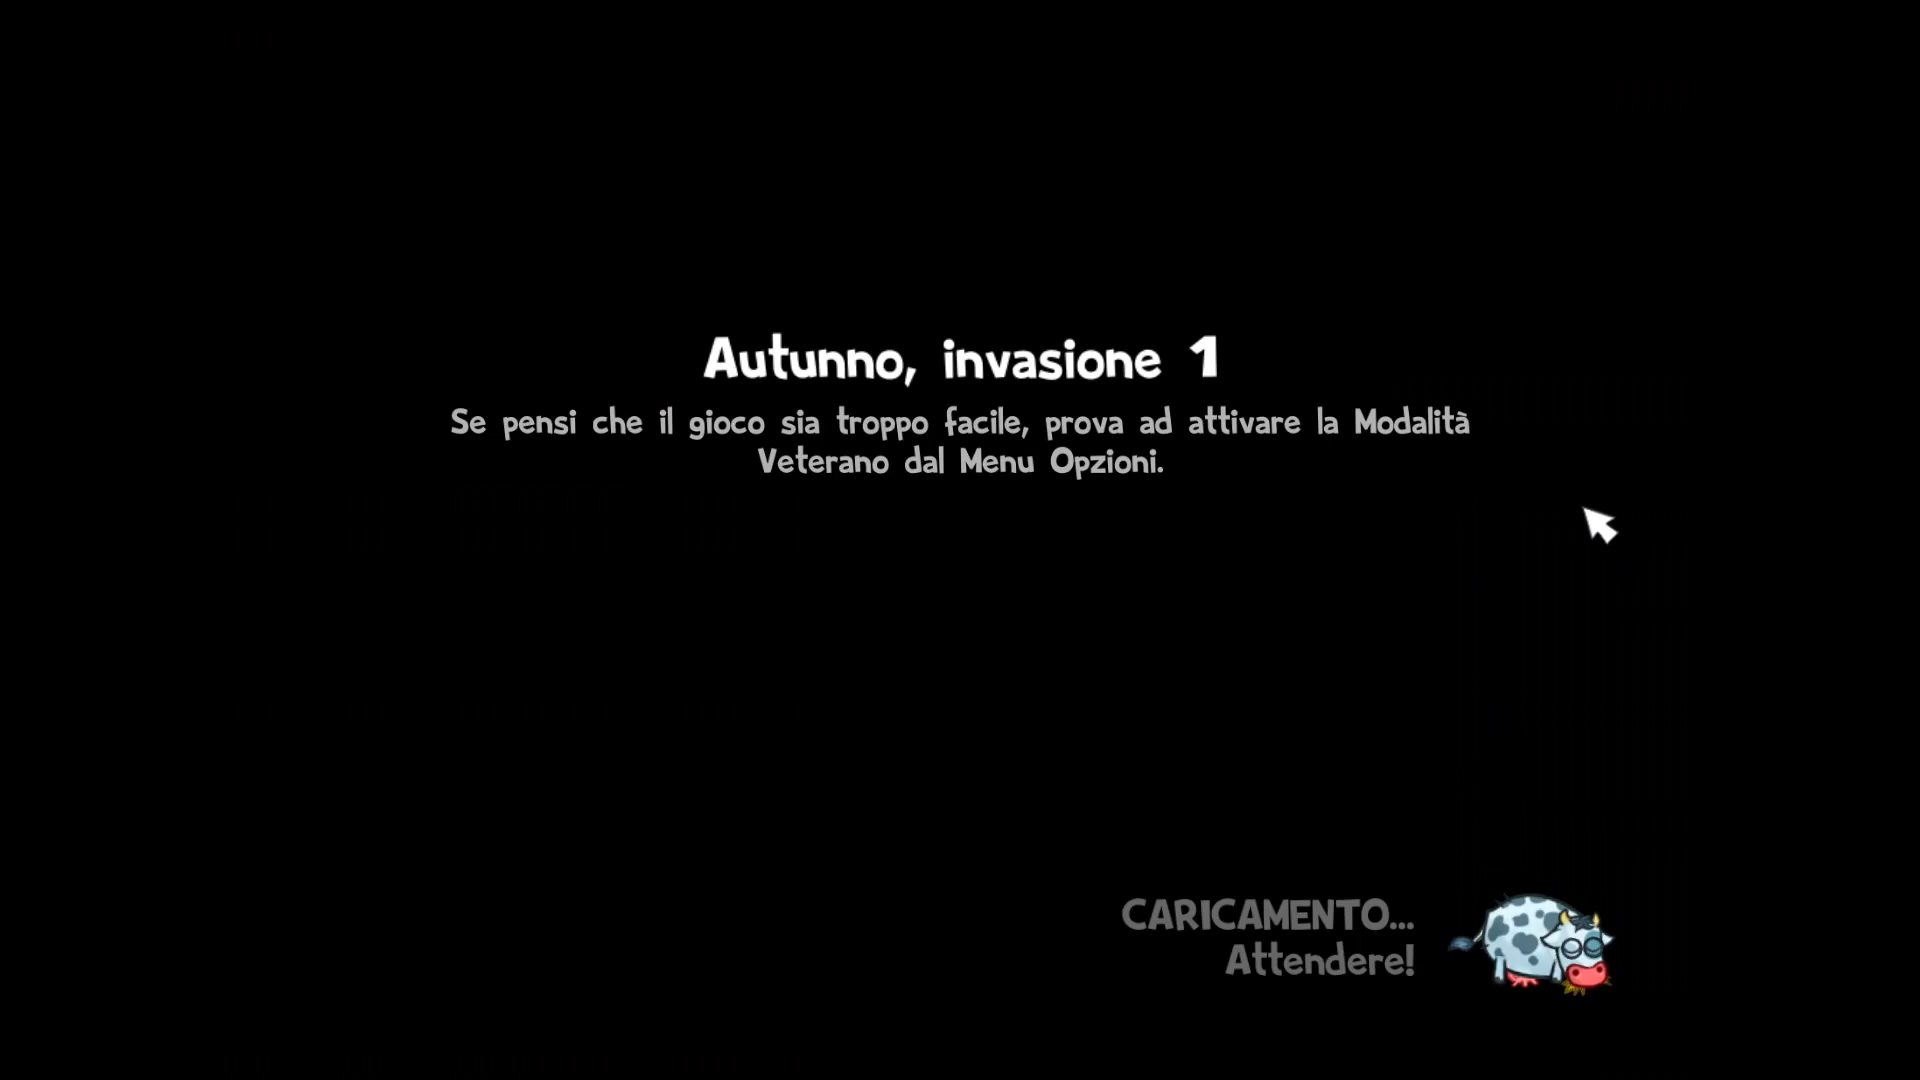 Autunno, invasione 1
Se pensi che il gioco sia troppo facile, prova ad attivare la Modalità
Veterano dal Menu Opzioni.
CARICAMENTO...
Attendere!